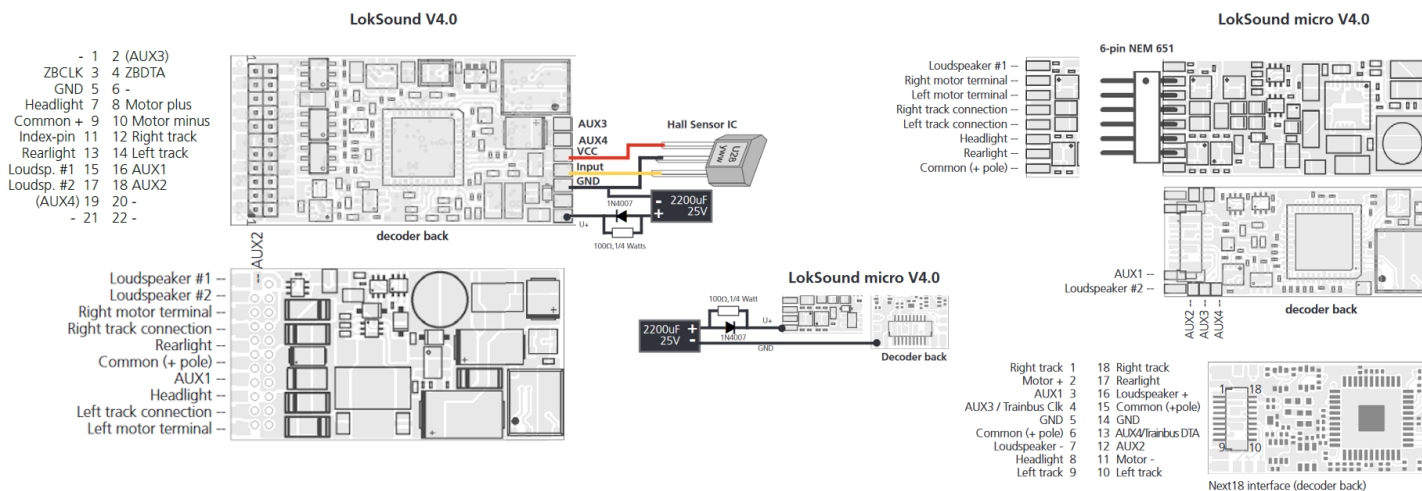 LokSound V4.0
- 1 2 (AUX3)
ZBCLK 3 4 ZBDTA
GND 5 6 -
Headlight 7 8 Motor plus
Common + 9 10 Motor minus
Index-pin 11 12 Right track
Rearlight 13 14 Left track
Loudsp. #1 15 16 AUX1
Loudsp. #2 17 18 AUX2
(AUX4) 19 20 -
- 21 22 -
1
1
AUX3
AUX4
VCC
Input
GND
U+
Hall Sensor IC
U28
yww
- 2200uF
+ 25V
1N4007
100Ω,1/4 Watts
decoder back
AUX2
Loudspeaker #1 --
Loudspeaker #2 --
Right motor terminal --
Right track connection --
Rearlight --
Common (+ pole) --
AUX1 --
Headlight --
Left track connection --
Left motor terminal --
LokSound micro V4.0
100Ω,1/4 Watt
U+
2200uF +
25V -
1N4007
GND
Decoder back
LokSound micro V4.0
6-pin NEM 651
Loudspeaker #1 --
Right motor terminal --
Left motor terminal --
Right track connection --
Left track connection --
Headlight --
Rearlight --
Common (+ pole) --
AUX1 --
Loudspeaker #2 --
AUX2 --
AUX3 --
AUX4 --
decoder back
Right track 1 18 Right track
Motor + 2 17 Rearlight
AUX1 3 16 Loudspeaker +
AUX3 / Trainbus Clk 4 15 Common (+pole)
GND 5 14 GND
Common (+ pole) 6 13 AUX4/Trainbus DTA
Loudspeaker - 7 12 AUX2
Headlight 8 11 Motor -
Left track 9 10 Left track
1 18
9 10
Next18 interface (decoder back)